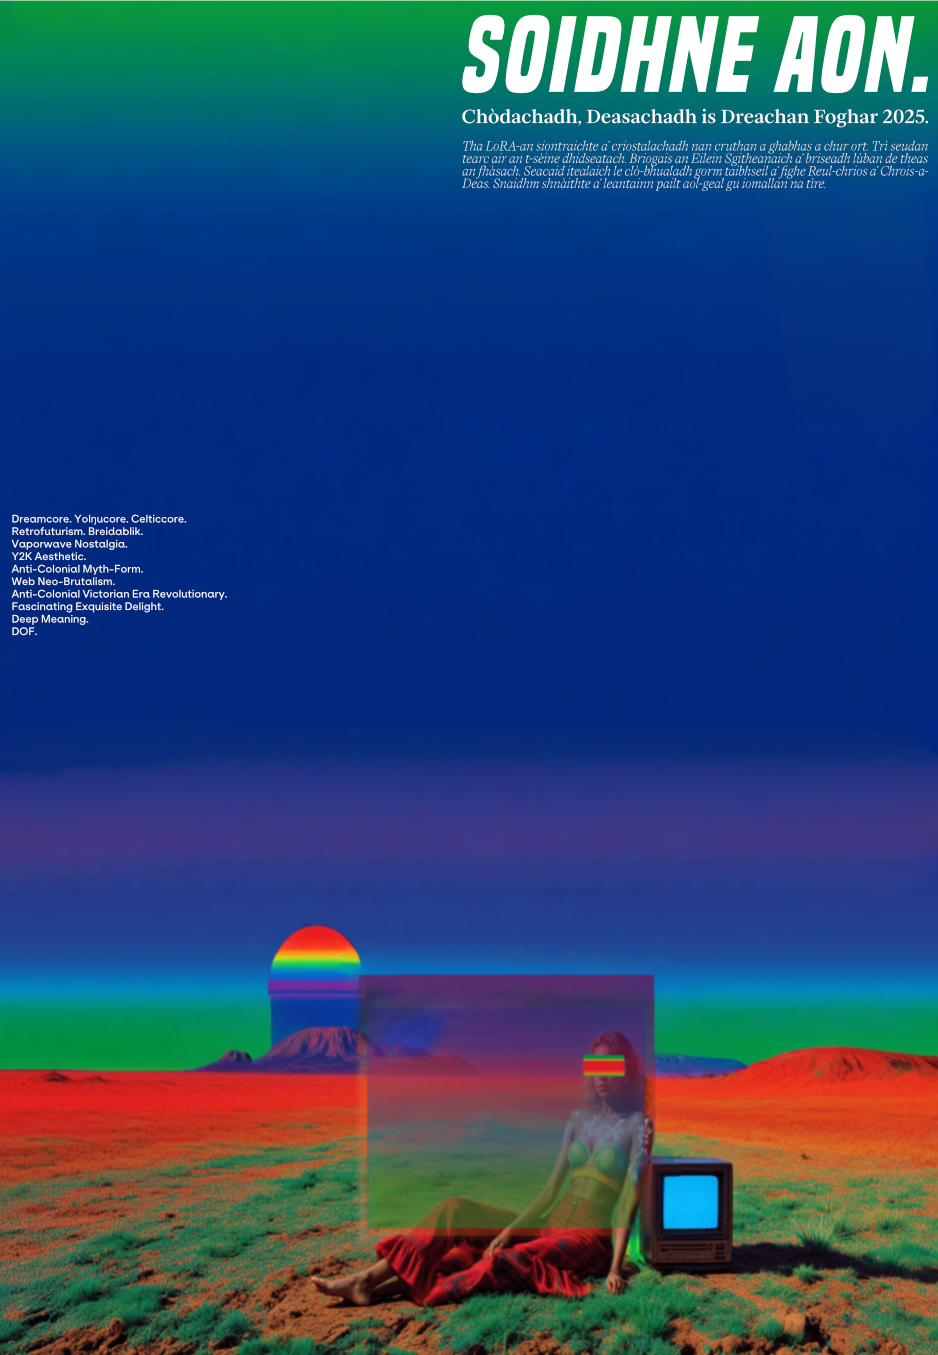 SOIDHNE AON.
Chòdachadh, Deasachadh is Dreachan Foghar 2025.
Tha LoRA-an siontraichte a' criostalachadh nan cruthan a ghabhas a chur ort. Trì seudan
tearc air an t-sèine dhidseatach. Briogais an Eilein Sgitheanaich a' briseadh lùban de theas
an fhàsach. Seacaid itealaich le clò-bhualadh gorm taibhseil a' fighe Reul-chrios a' Chrois-a-
Deas. Snaidhm shnàithte a' leantainn pailt aol-geal gu iomallan na tìre.
Dreamcore. Yolŋucore. Celticcore.
Retrofuturism. Breidablik.
Vaporwave Nostalgia.
Y2K Aesthetic.
Anti-Colonial Myth-Form.
Web Neo-Brutalism.
Anti-Colonial Victorian Era Revolutionary.
Fascinating Exquisite Delight.
Deep Meaning.
DOF.